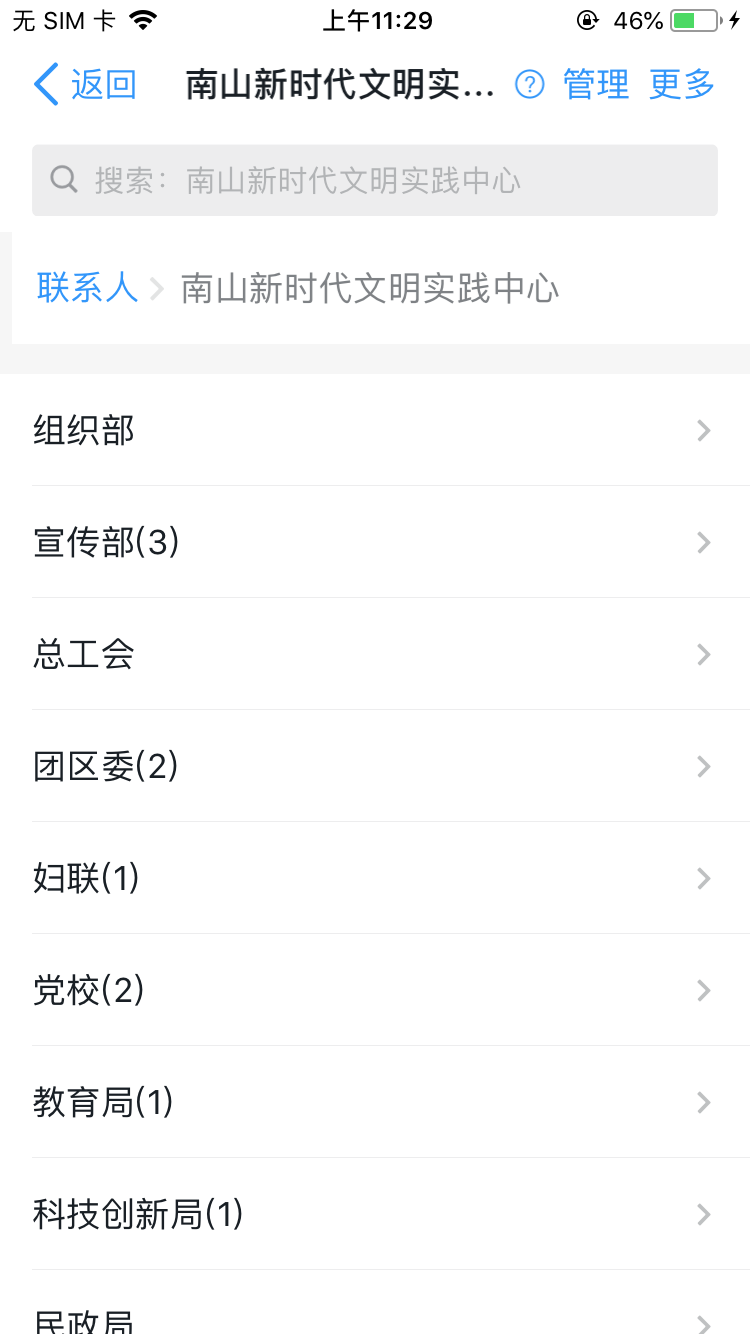 无 SIM 卡 上午11:29 46%
返回 南山新时代文明实... ? 管理 更多
搜索： 南山新时代文明实践中心
联系人 南山新时代文明实践中心
组织部
宣传部(3)
总工会
团区委(2)
妇联(1)
党校(2)
教育局(1)
科技创新局(1)
民政局